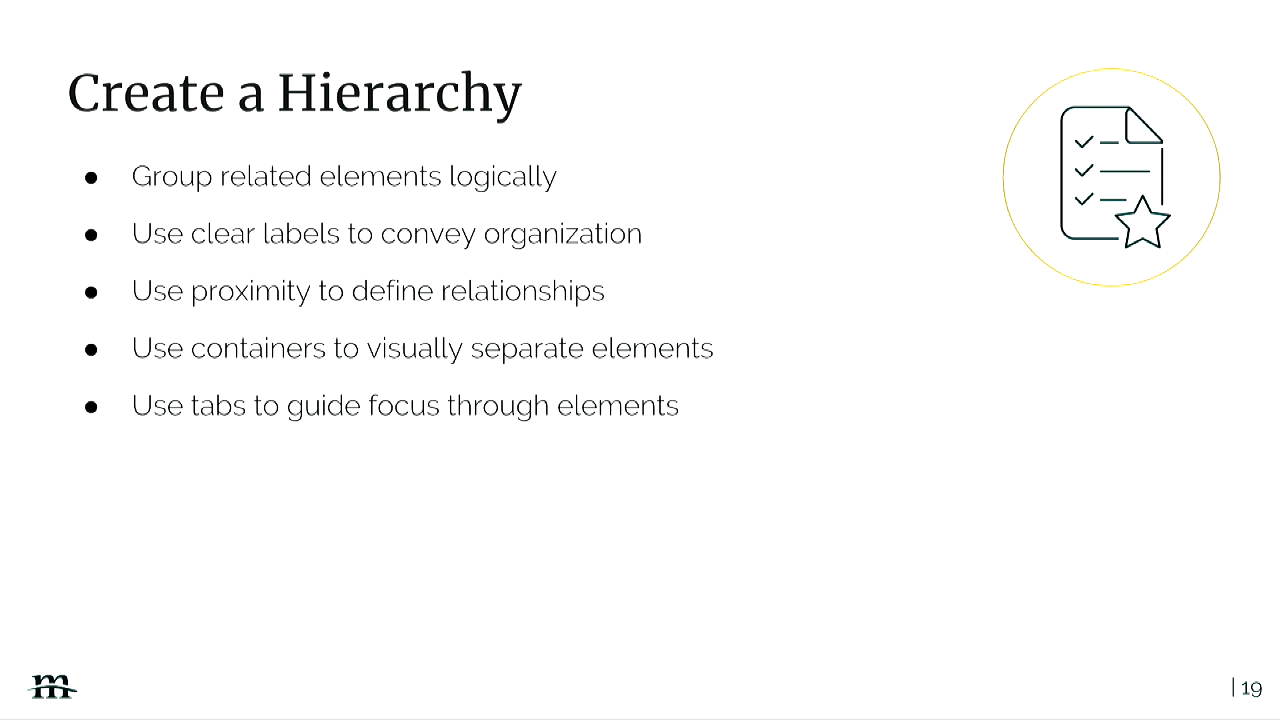 Create a Hierarchy
● Group related elements logically
● Use clear labels to convey organization
● Use proximity to define relationships
● Use containers to visually separate elements
● Use tabs to guide focus through elements
m
| 19